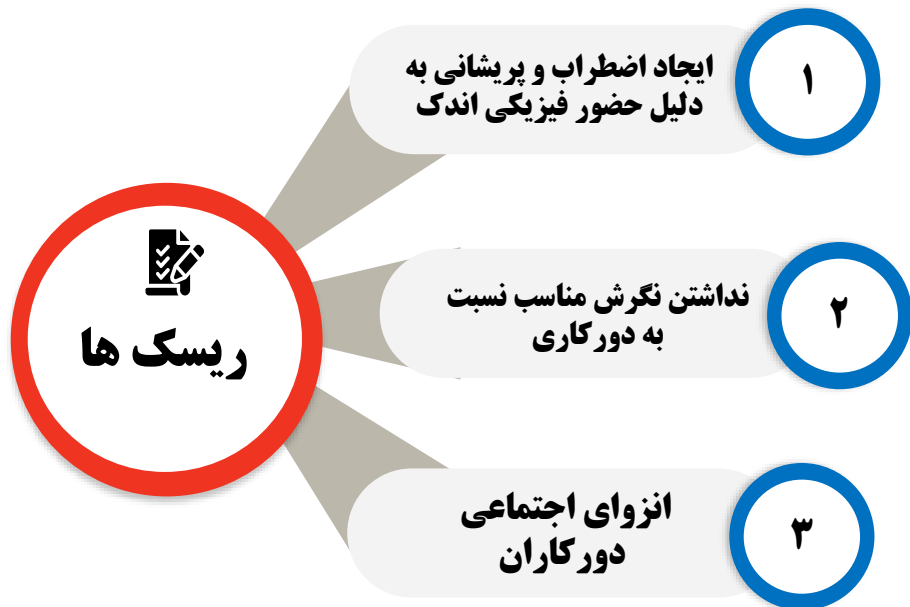 ریسک ها
۱
ایجاد اضطراب و پریشانی به
دلیل حضور فیزیکی اندک
۲
نداشتن نگرش مناسب نسبت
به دورکاری
۳
انزوای اجتماعی
دورکاران